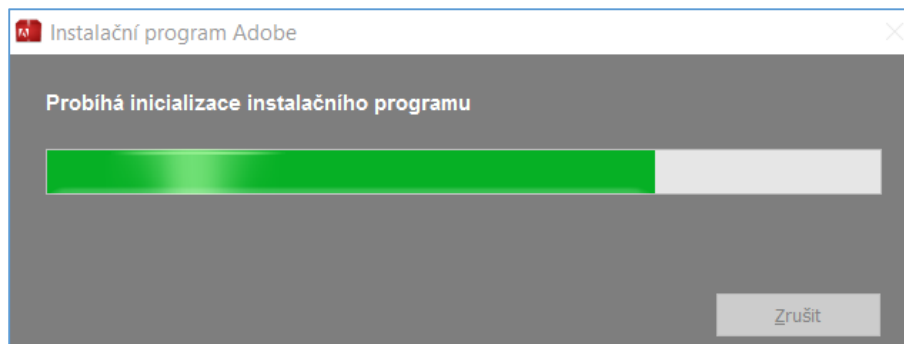 Instalační program Adobe
Probíhá inicializace instalačního programu
Zrušit